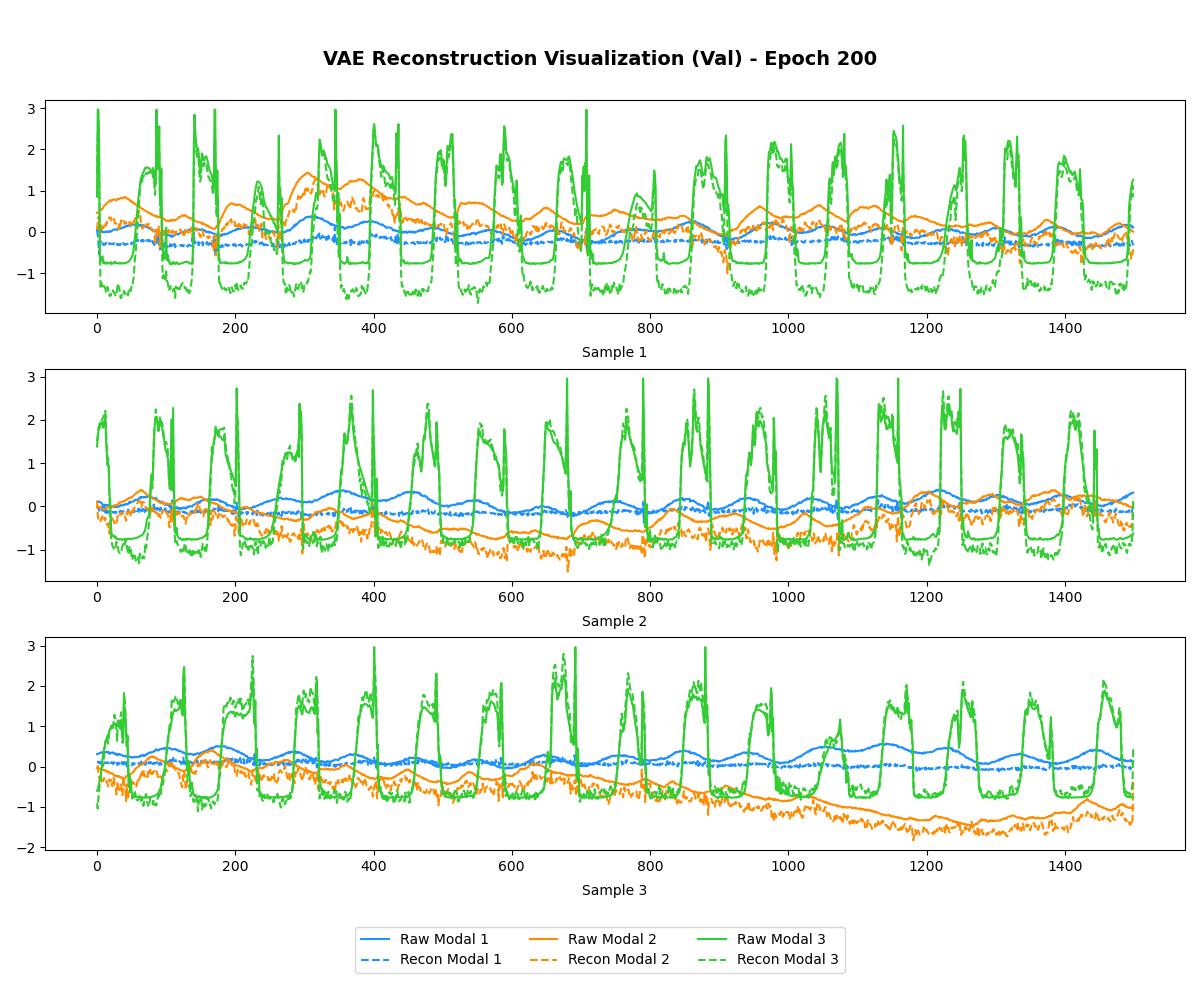 VAE Reconstruction Visualization (Val) - Epoch 200
3
2
1
0
−1
0 200 400 600 800 1000 1200 1400
Sample 1
3
2
1
0
−1
0 200 400 600 800 1000 1200 1400
Sample 2
3
2
1
0
−1
−2
0 200 400 600 800 1000 1200 1400
Sample 3
Raw Modal 1 Raw Modal 2 Raw Modal 3
Recon Modal 1 Recon Modal 2 Recon Modal 3